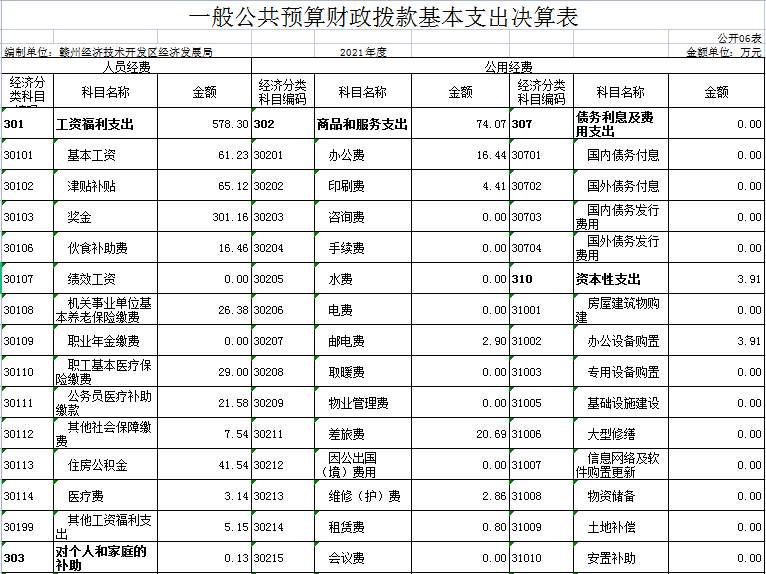 一般公共预算财政拨款基本支出决算表
公开06表
编制单位：赣州经济技术开发区经济发展局 2021年度 金额单位：万元
人员经费 公用经费
经济分类科目 科目名称 金额 经济分类科目编码 科目名称 金额 经济分类科目编码 科目名称 金额
301 工资福利支出 578.30 302 商品和服务支出 74.07 307 债务利息及费用支出 0.00
30101 基本工资 61.23 30201 办公费 16.44 30701 国内债务付息 0.00
30102 津贴补贴 65.12 30202 印刷费 4.41 30702 国外债务付息 0.00
30103 奖金 301.16 30203 咨询费 0.00 30703 国内债务发行费用 0.00
30106 伙食补助费 16.46 30204 手续费 0.00 30704 国外债务发行费用 0.00
30107 绩效工资 0.00 30205 水费 0.00 310 资本性支出 3.91
30108 机关事业单位基本养老保险缴费 26.38 30206 电费 0.00 31001 房屋建筑物购建 0.00
30109 职业年金缴费 0.00 30207 邮电费 2.90 31002 办公设备购置 3.91
30110 职工基本医疗保险缴费 29.00 30208 取暖费 0.00 31003 专用设备购置 0.00
30111 公务员医疗补助缴款 21.58 30209 物业管理费 0.00 31005 基础设施建设 0.00
30112 其他社会保障缴费 7.54 30211 差旅费 20.69 31006 大型修缮 0.00
30113 住房公积金 41.54 30212 因公出国（境）费用 0.00 31007 信息网络及软件购置更新 0.00
30114 医疗费 3.14 30213 维修（护）费 2.86 31008 物资储备 0.00
30199 其他工资福利支出 5.15 30214 租赁费 0.80 31009 土地补偿 0.00
303 对个人和家庭的补助 0.13 30215 会议费 0.00 31010 安置补助 0.00